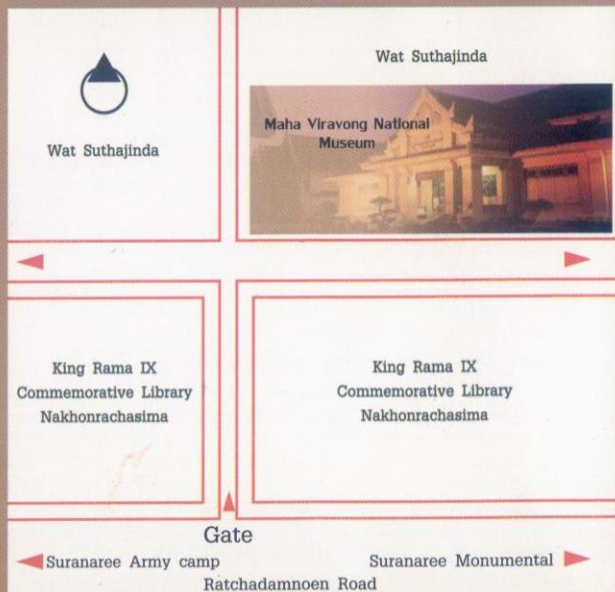 Wat Suthajinda
Wat Suthajinda
Maha Viravong National
Museum
King Rama IX
Commemorative Library
Nakhonrachasima
King Rama IX
Commemorative Library
Nakhonrachasima
Gate
Suranaree Army camp
Suranaree Monumental
Ratchadamnoen Road